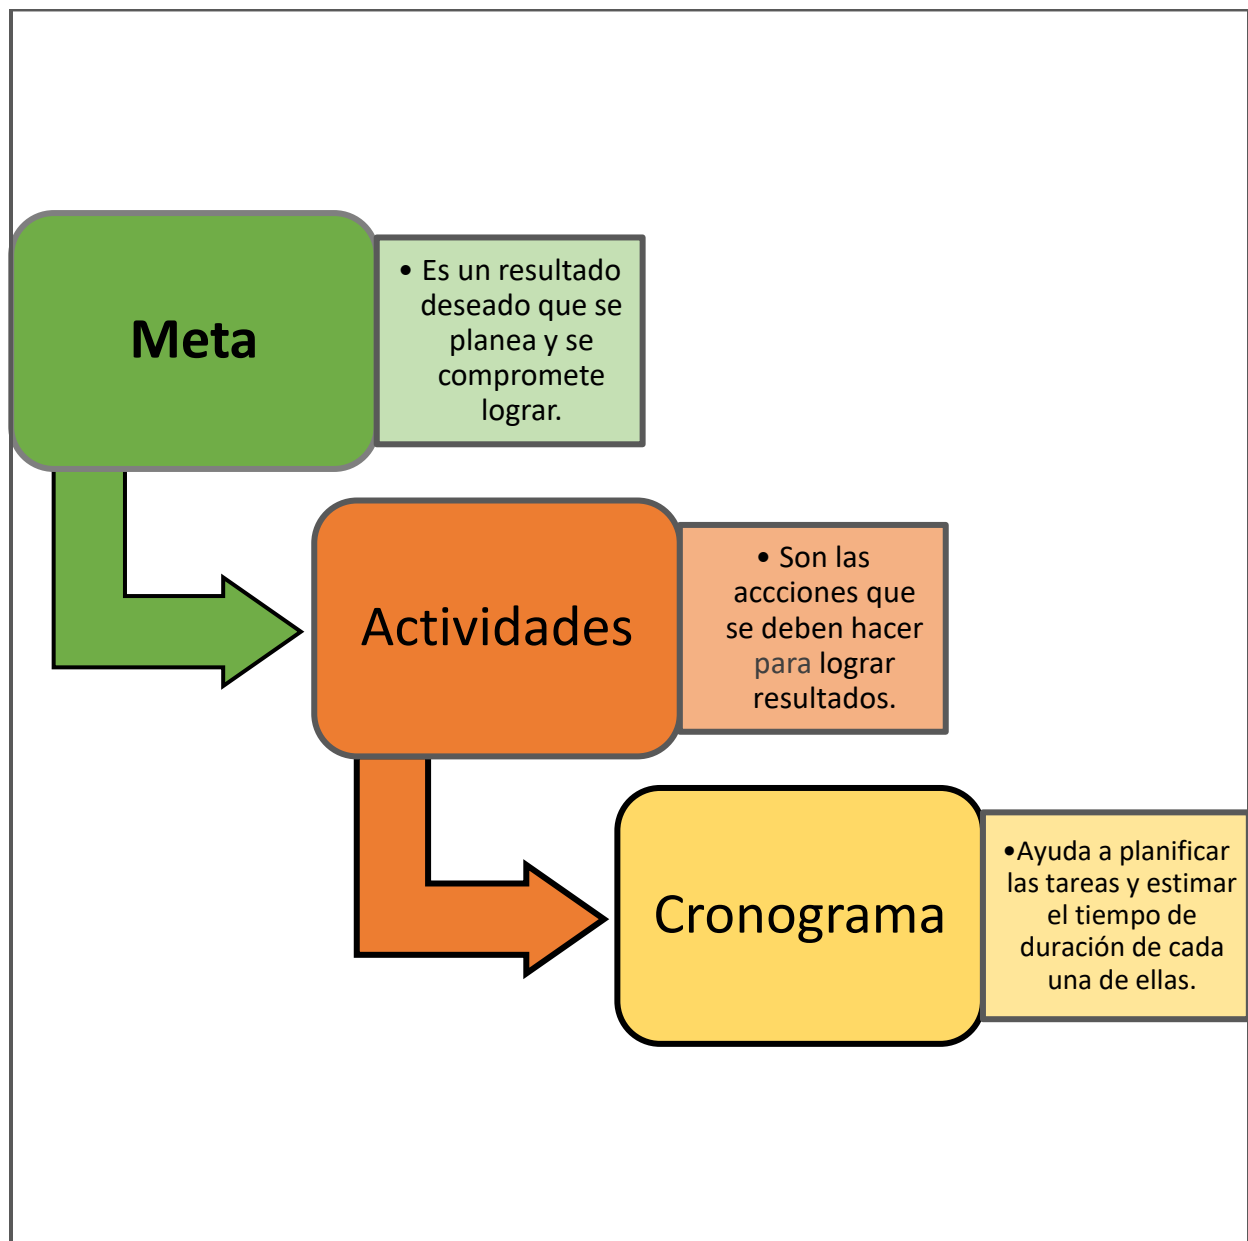 Meta
• Es un resultado
deseado que se
planea y se
compromete
lograr.
Actividades
• Son las
accciones que
se deben hacer
para lograr
resultados.
Cronograma
•Ayuda a planificar
las tareas y estimar
el tiempo de
duración de cada
una de ellas.